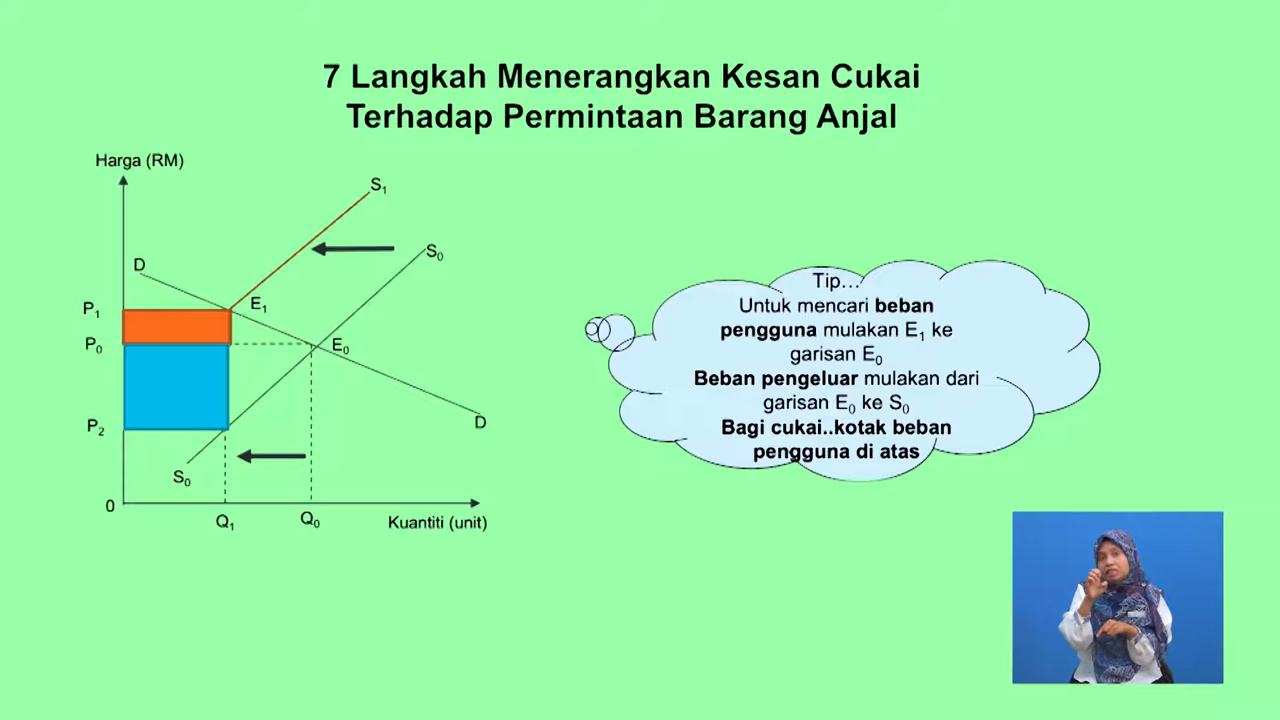 7 Langkah Menerangkan Kesan Cukai
Terhadap Permintaan Barang Anjal
Harga (RM)
S₁
S₀
D
P₁
E₁
P₀
E₀
P₂
D
S₀
0
Q₁
Q₀
Kuantiti (unit)
Tip…
Untuk mencari beban
pengguna mulakan E₁ ke
garisan E₀
Beban pengeluar mulakan dari
garisan E₀ ke S₀
Bagi cukai..kotak beban
pengguna di atas